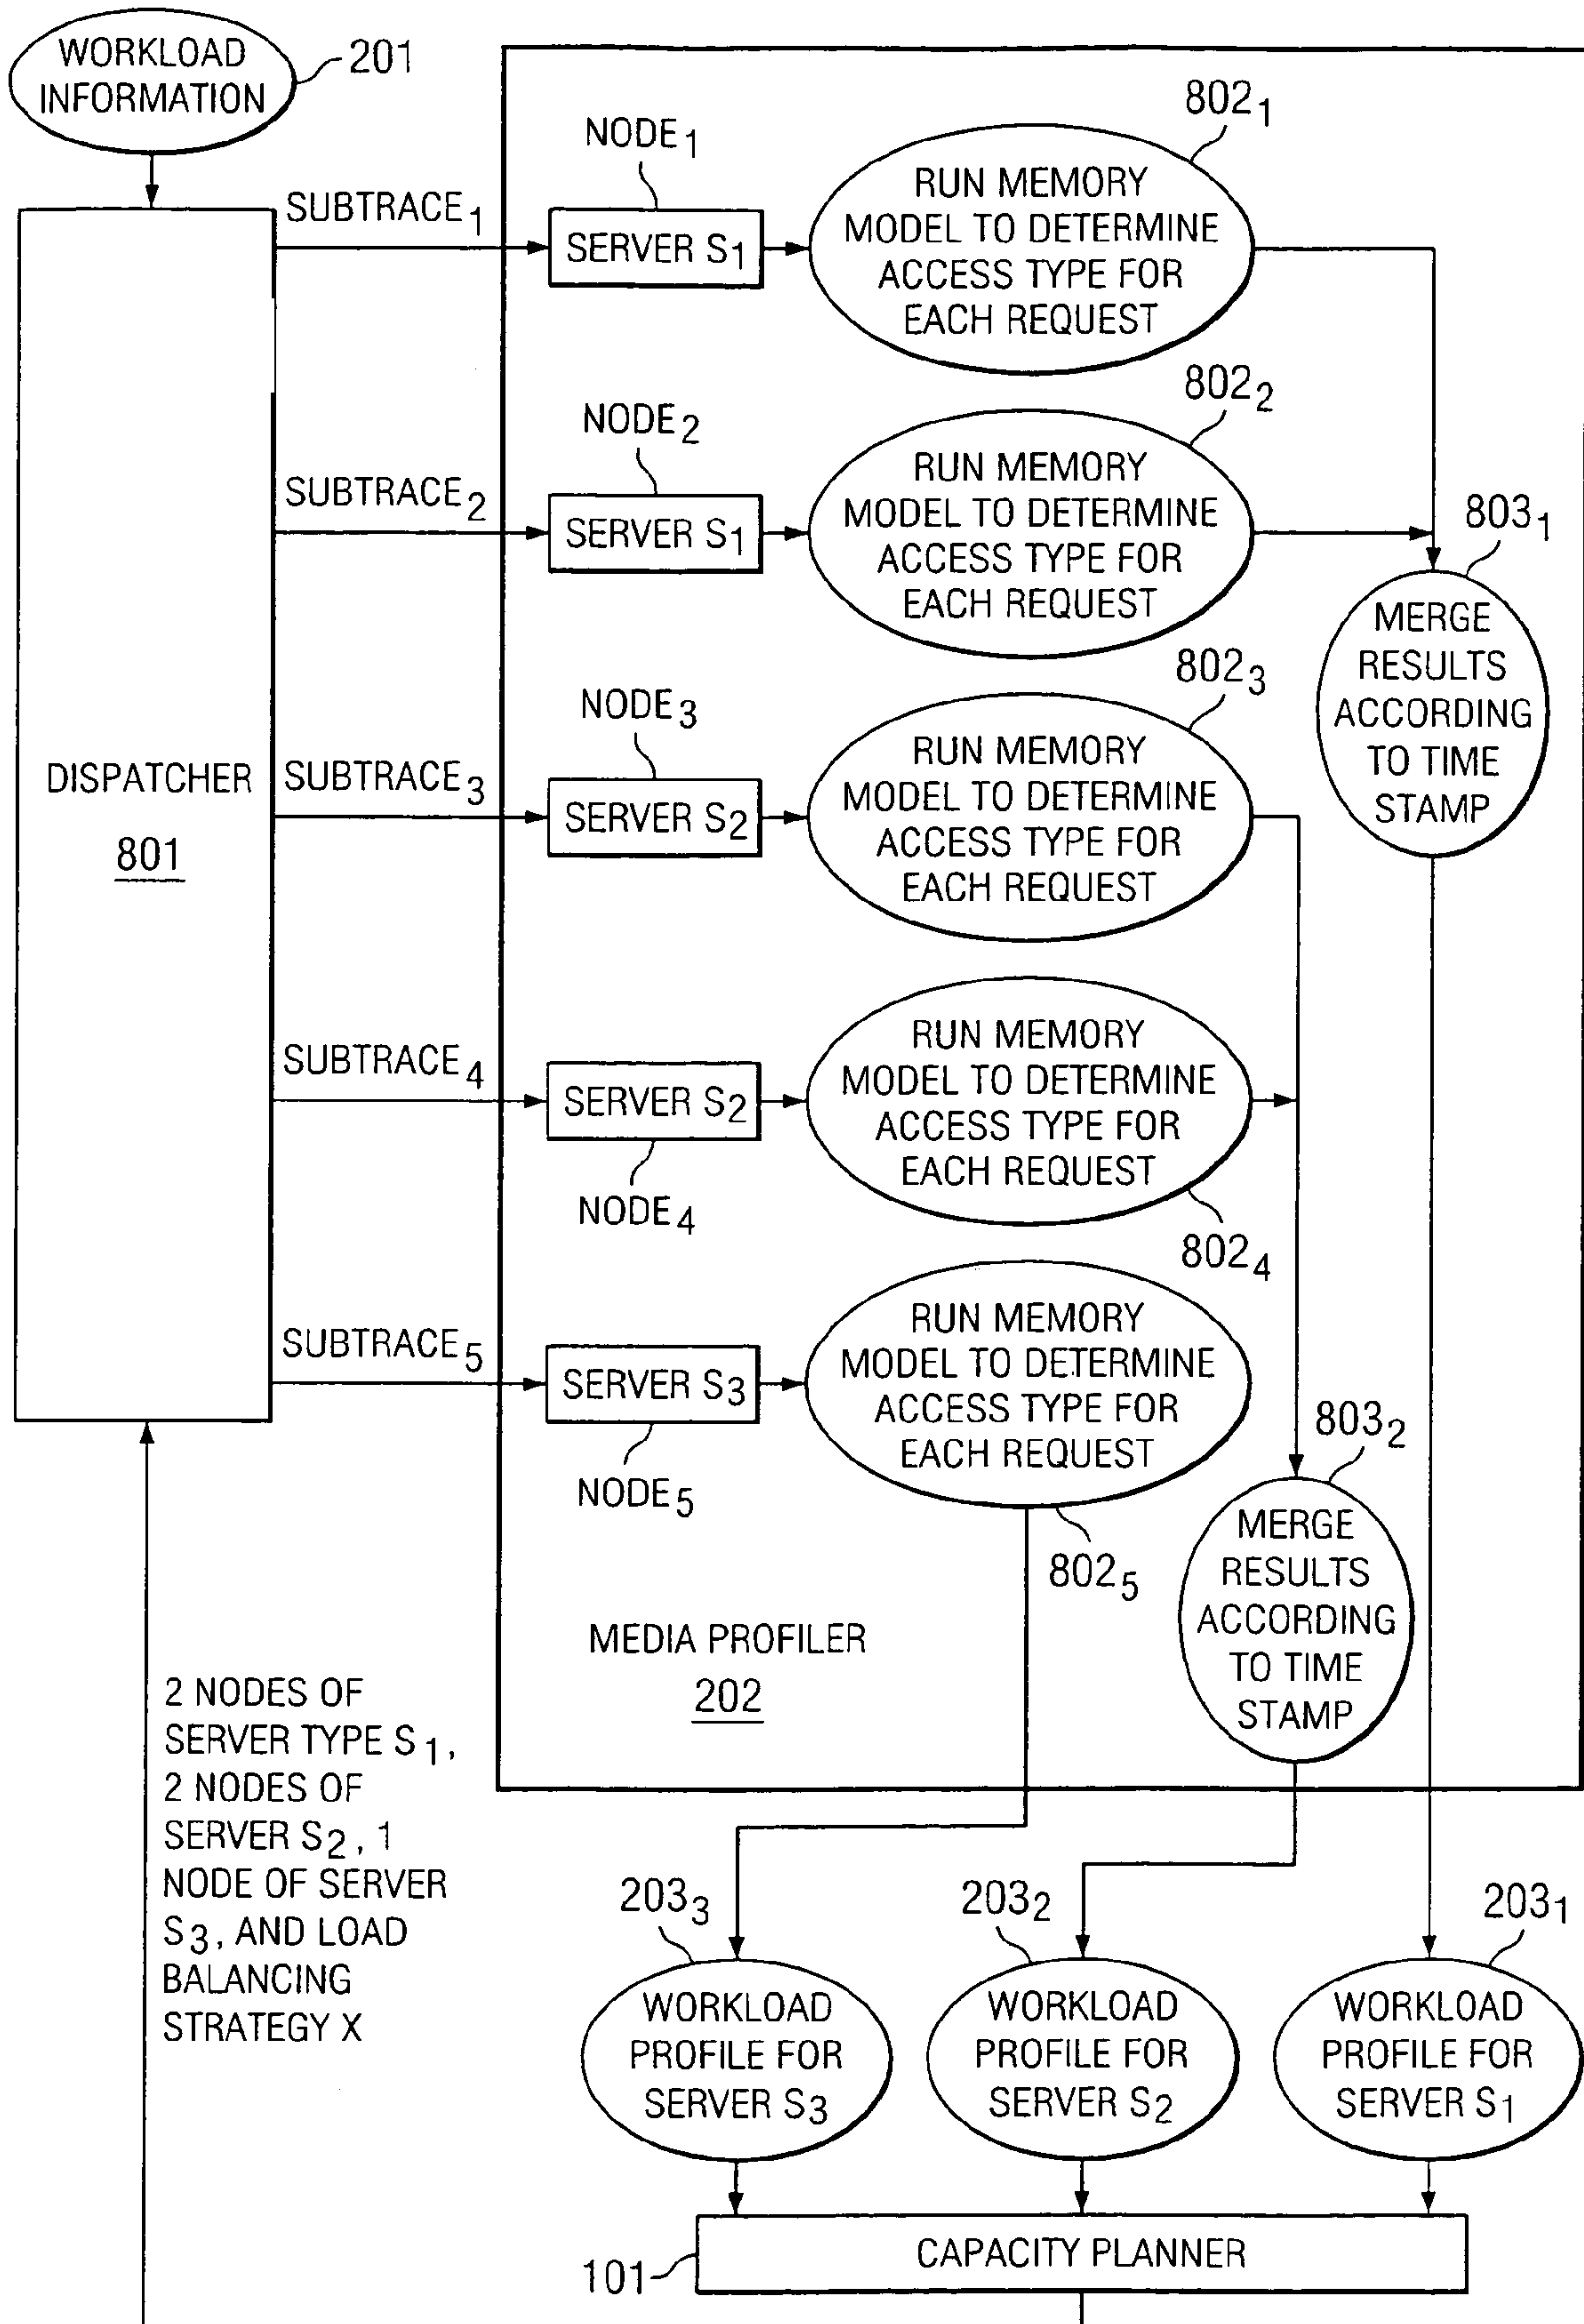 WORKLOAD
INFORMATION
201
DISPATCHER
801
SUBTRACE1
NODE1
SERVER S1
8021
RUN MEMORY
MODEL TO DETERMINE
ACCESS TYPE FOR
EACH REQUEST
SUBTRACE2
NODE2
SERVER S1
8022
RUN MEMORY
MODEL TO DETERMINE
ACCESS TYPE FOR
EACH REQUEST
8031
MERGE
RESULTS
ACCORDING
TO TIME
STAMP
SUBTRACE3
NODE3
SERVER S2
8023
RUN MEMORY
MODEL TO DETERMINE
ACCESS TYPE FOR
EACH REQUEST
SUBTRACE4
SERVER S2
NODE4
RUN MEMORY
MODEL TO DETERMINE
ACCESS TYPE FOR
EACH REQUEST
8024
SUBTRACE5
SERVER S3
NODE5
RUN MEMORY
MODEL TO DETERMINE
ACCESS TYPE FOR
EACH REQUEST
8025
8032
MERGE
RESULTS
ACCORDING
TO TIME
STAMP
MEDIA PROFILER
202
2 NODES OF
SERVER TYPE S1,
2 NODES OF
SERVER S2, 1
NODE OF SERVER
S3, AND LOAD
BALANCING
STRATEGY X
2033
WORKLOAD
PROFILE FOR
SERVER S3
2032
WORKLOAD
PROFILE FOR
SERVER S2
2031
WORKLOAD
PROFILE FOR
SERVER S1
101
CAPACITY PLANNER